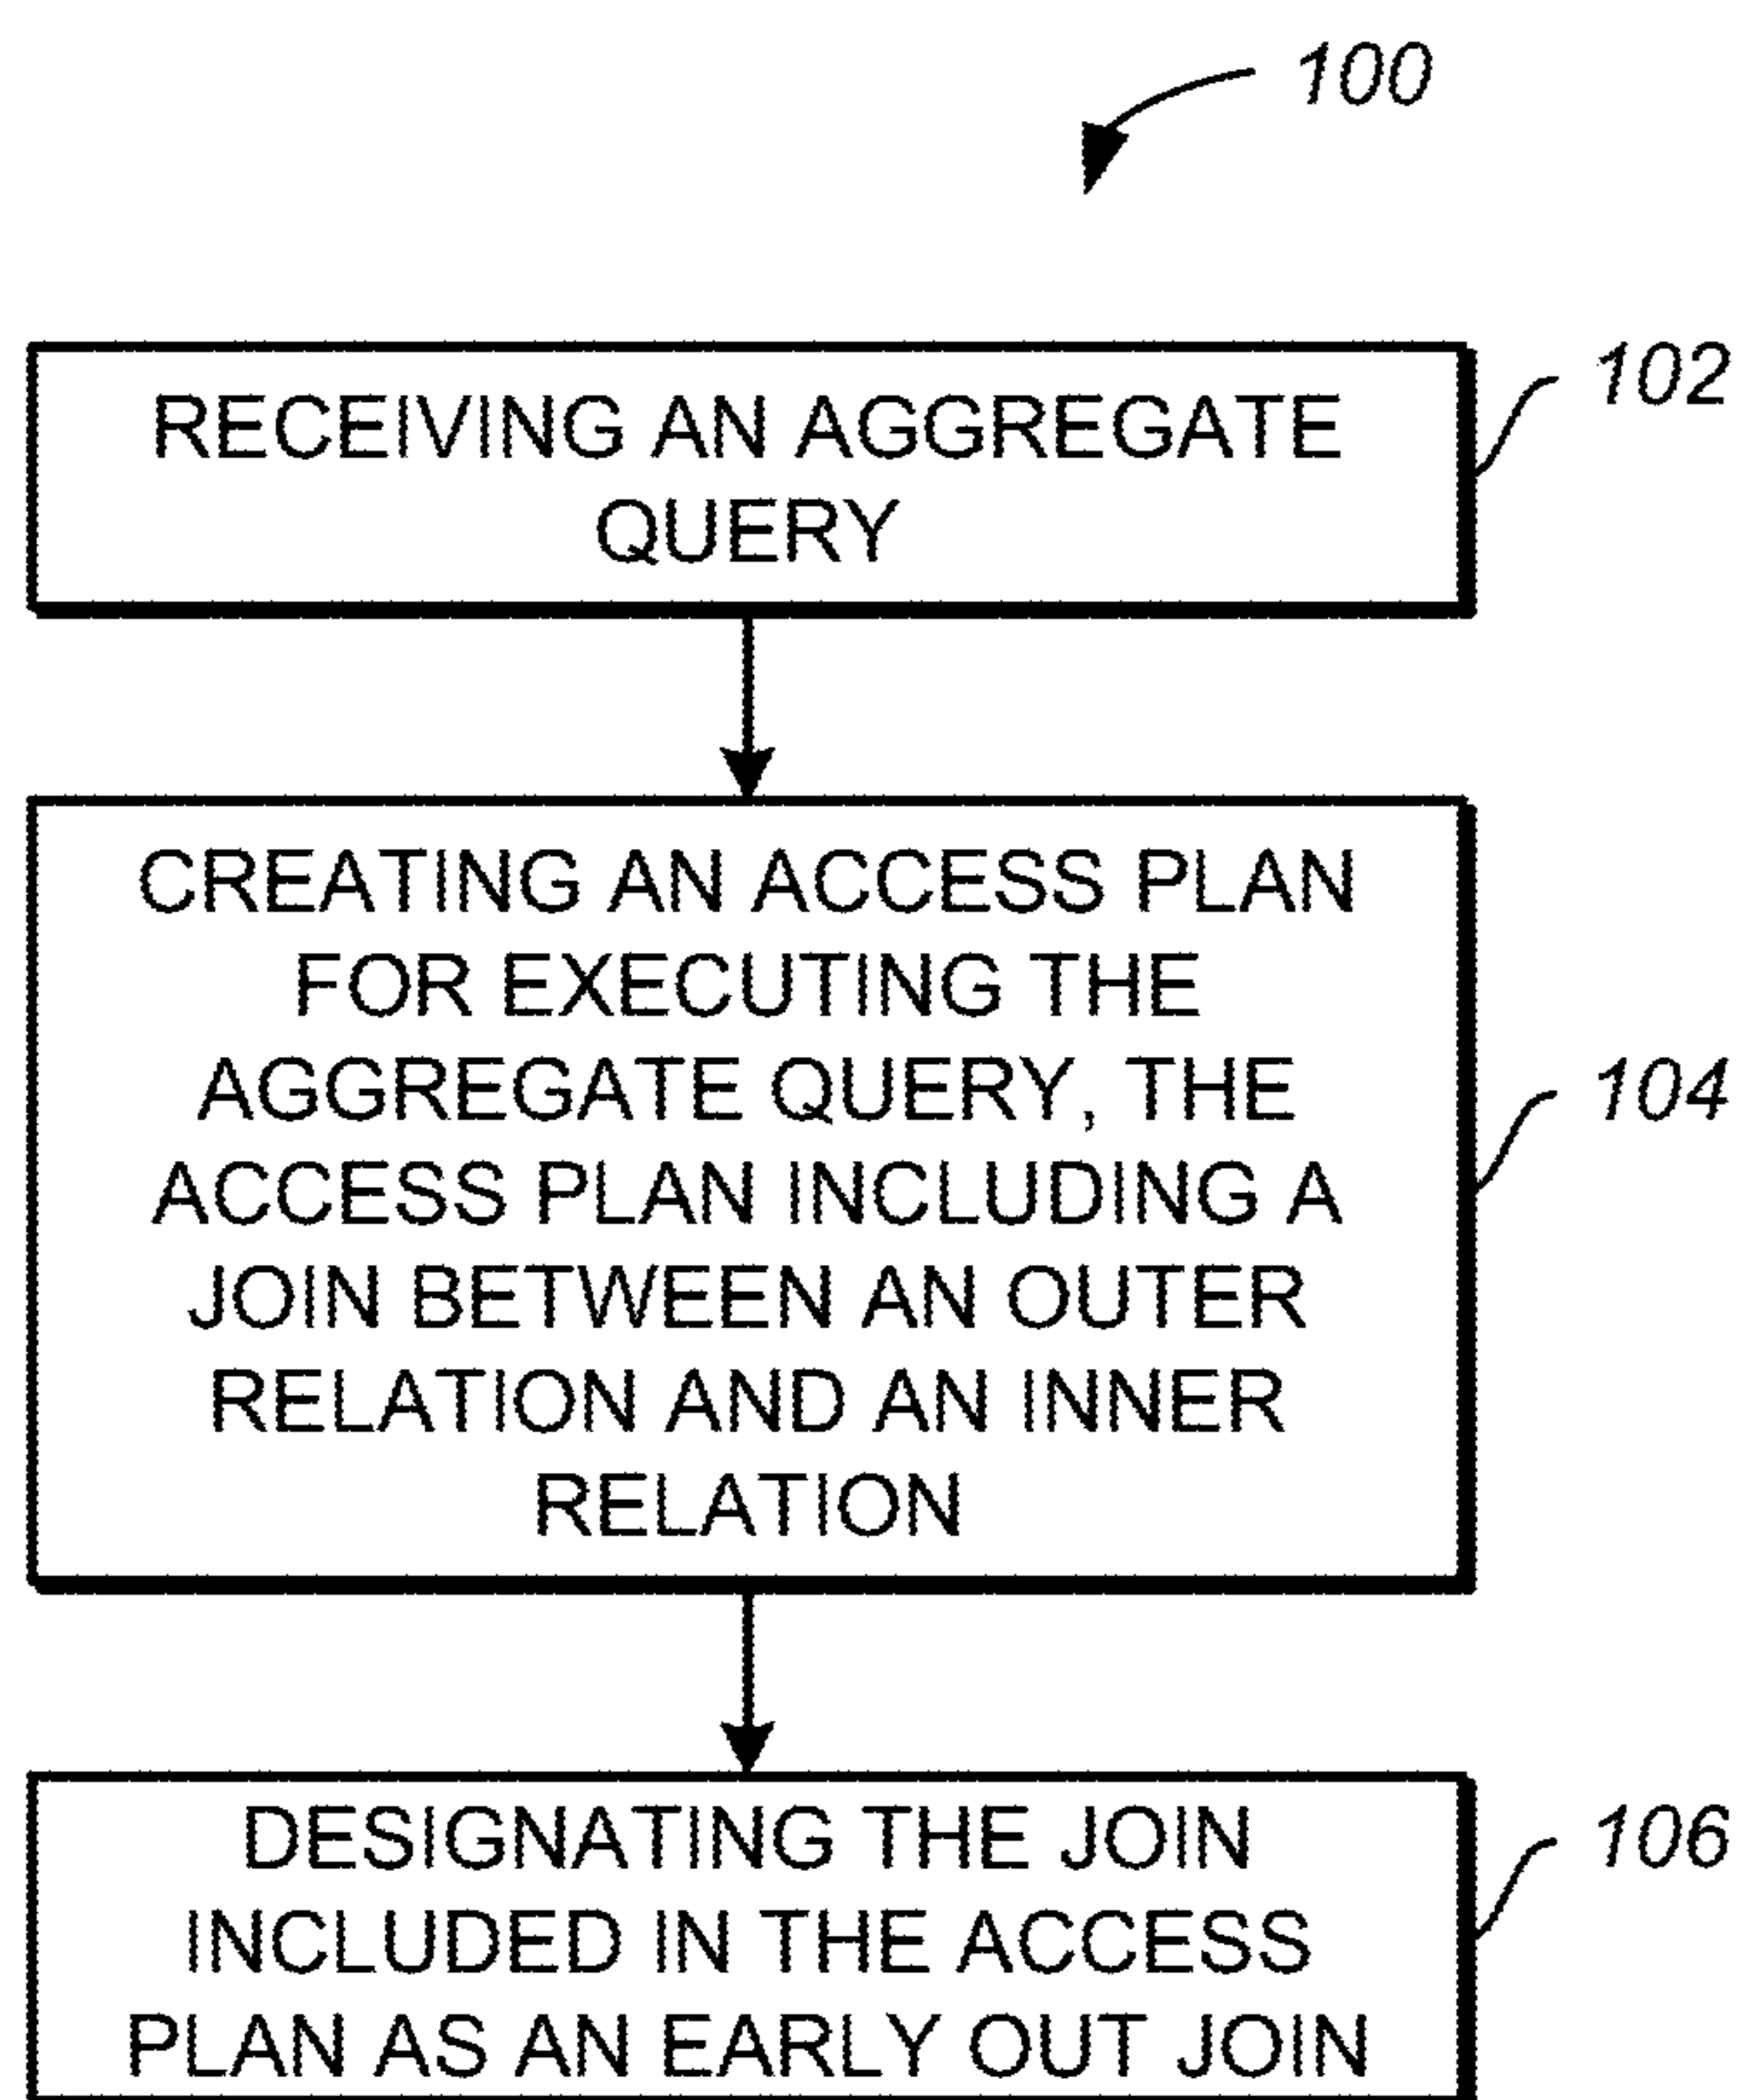 100
RECEIVING AN AGGREGATE
QUERY
102
CREATING AN ACCESS PLAN
FOR EXECUTING THE
AGGREGATE QUERY, THE
ACCESS PLAN INCLUDING A
JOIN BETWEEN AN OUTER
RELATION AND AN INNER
RELATION
104
DESIGNATING THE JOIN
INCLUDED IN THE ACCESS
PLAN AS AN EARLY OUT JOIN
106